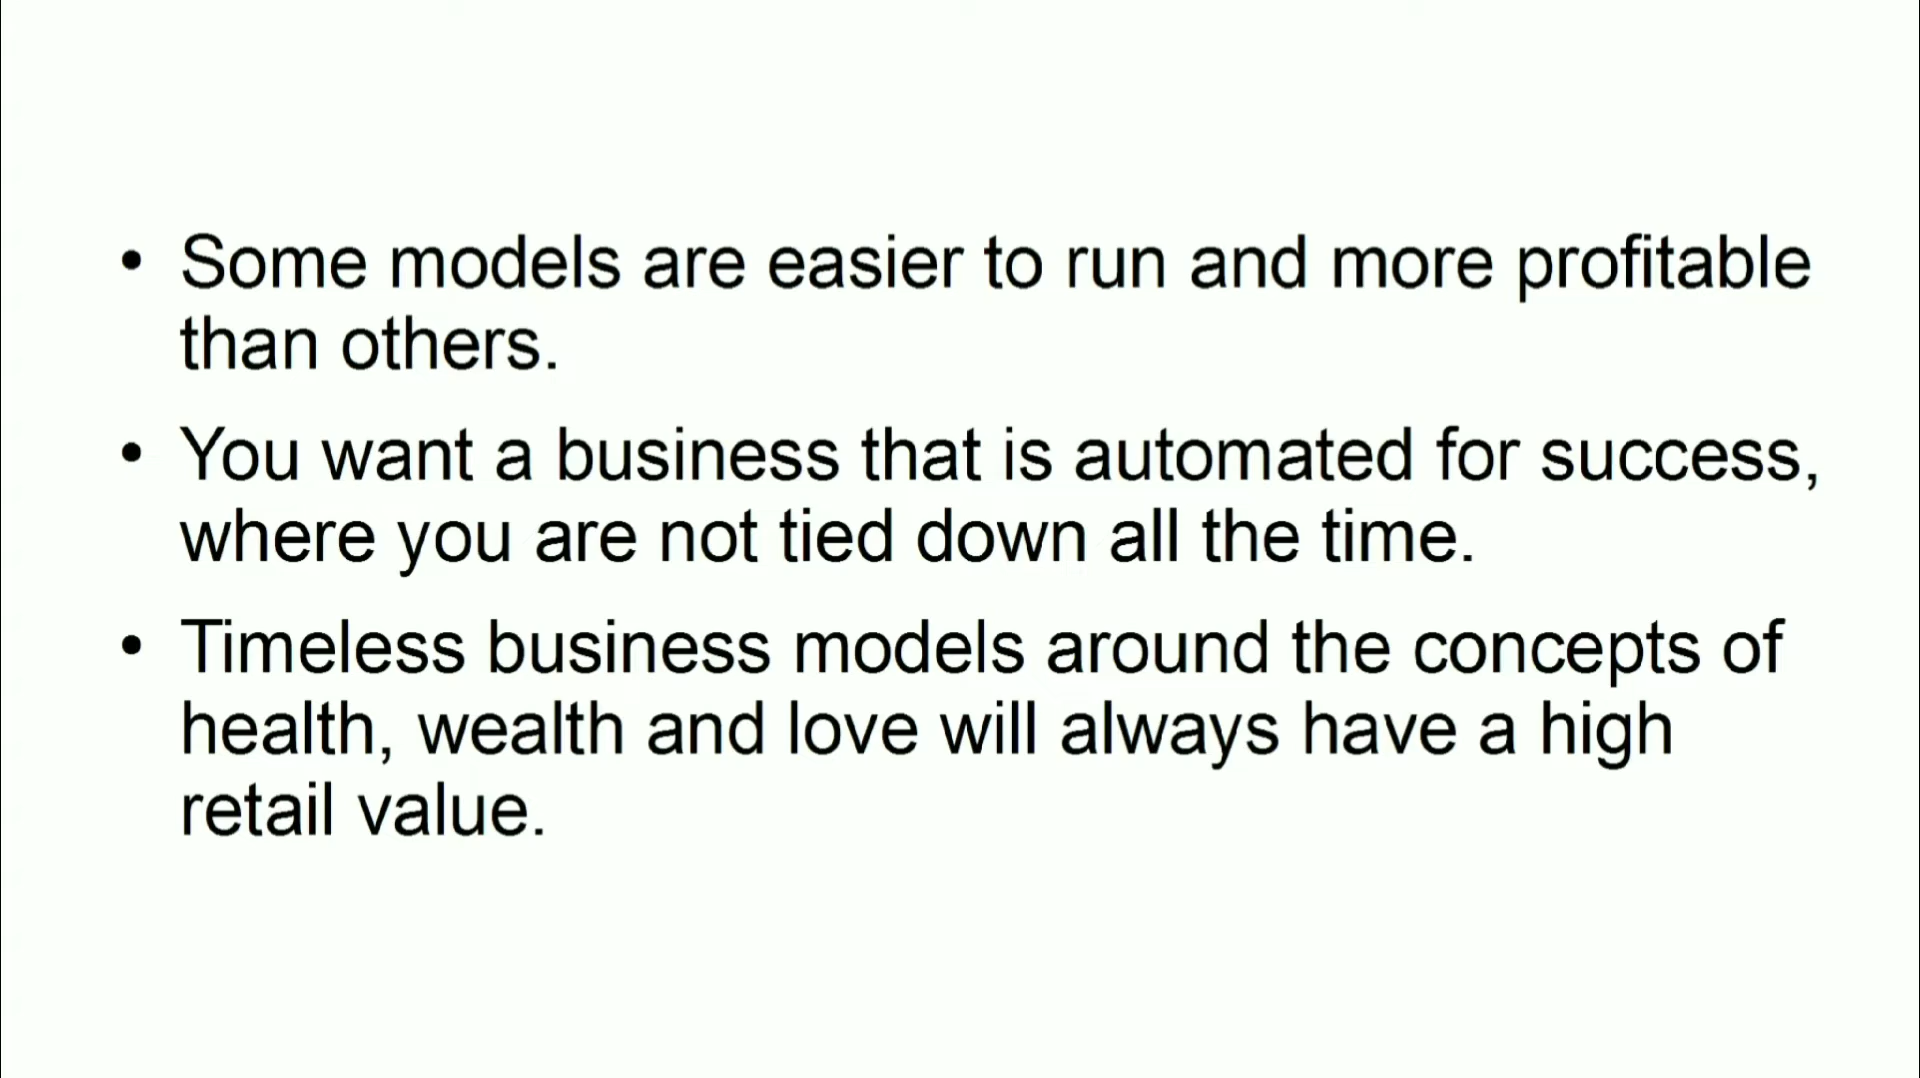 • Some models are easier to run and more profitable
than others.
• You want a business that is automated for success,
where you are not tied down all the time.
• Timeless business models around the concepts of
health, wealth and love will always have a high
retail value.